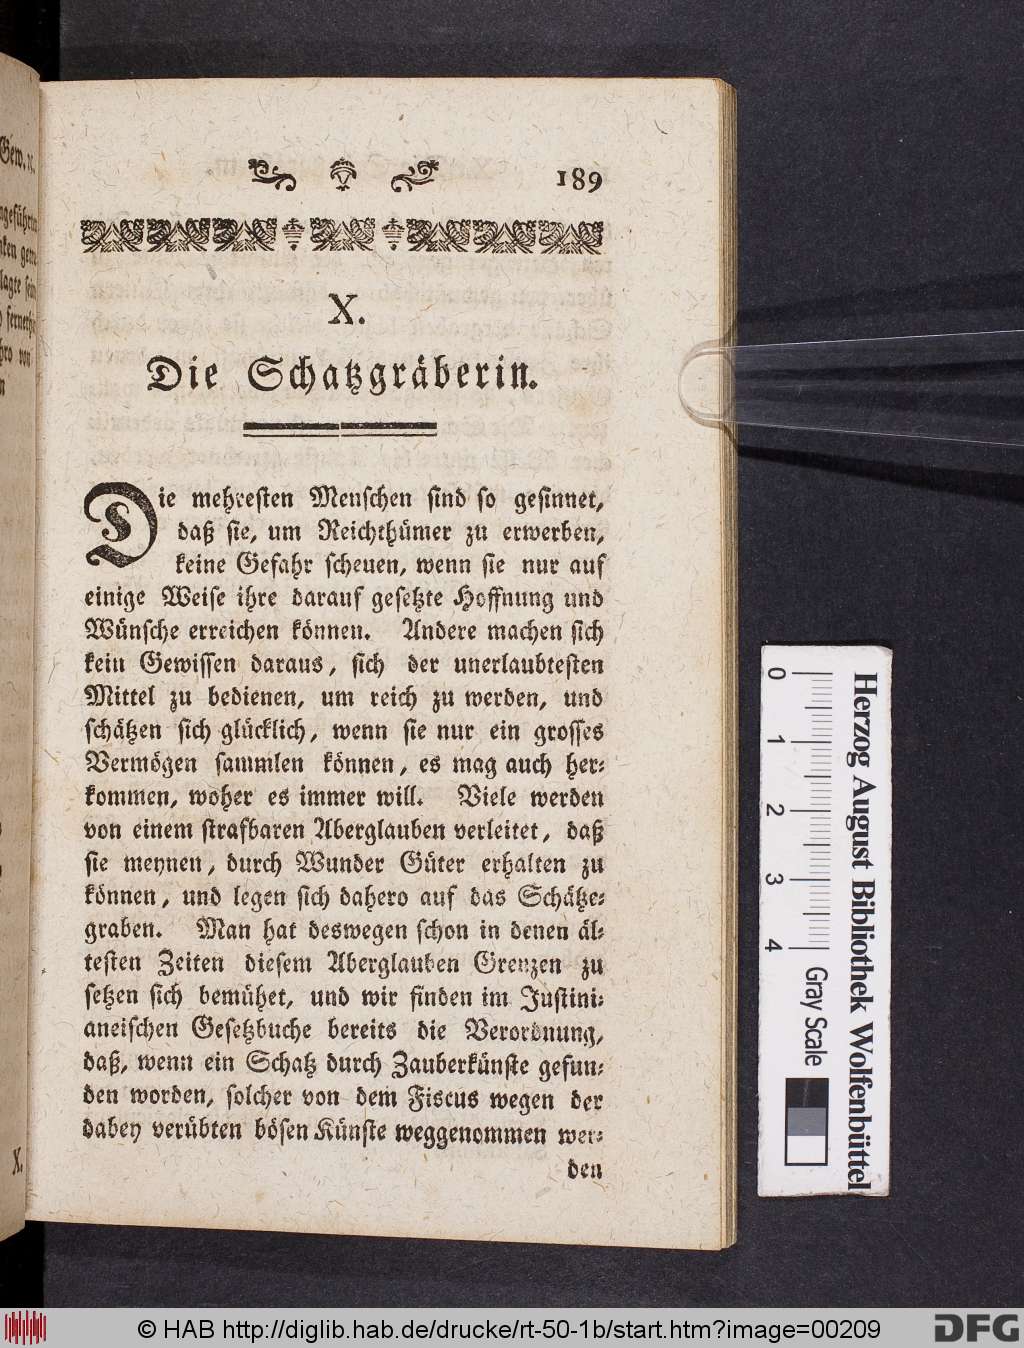 Gew. ꝛc.
189
X.
Die Schatzgräberin.
Die mehresten Menschen sind so gesinnet,
daß sie, um Reichthümer zu erwerben,
keine Gefahr scheuen, wenn sie nur auf
einige Weise ihre darauf gesetzte Hoffnung und
Wünsche erreichen können. Andere machen sich
kein Gewissen daraus, sich der unerlaubtesten
Mittel zu bedienen, um reich zu werden, und
schätzen sich glücklich, wenn sie nur ein grosses
Vermögen sammlen können, es mag auch her-
kommen, woher es immer will. Viele werden
von einem strafbaren Aberglauben verleitet, daß
sie meynen, durch Wunder Güter erhalten zu
können, und legen sich dahero auf das Schätze-
graben. Man hat deswegen schon in denen äl-
testen Zeiten diesem Aberglauben Grenzen zu
setzen sich bemühet, und wir finden im Justini-
aneischen Gesetzbuche bereits die Verordnung,
daß, wenn ein Schatz durch Zauberkünste gefun-
den worden, solcher von dem Fiscus wegen der
dabey verübten bösen Künste weggenommen wer-
den
X.
0 1 2 3 4
Gray Scale
Herzog August Bibliothek Wolfenbüttel
© HAB http://diglib.hab.de/drucke/rt-50-1b/start.htm?image=00209
DFG